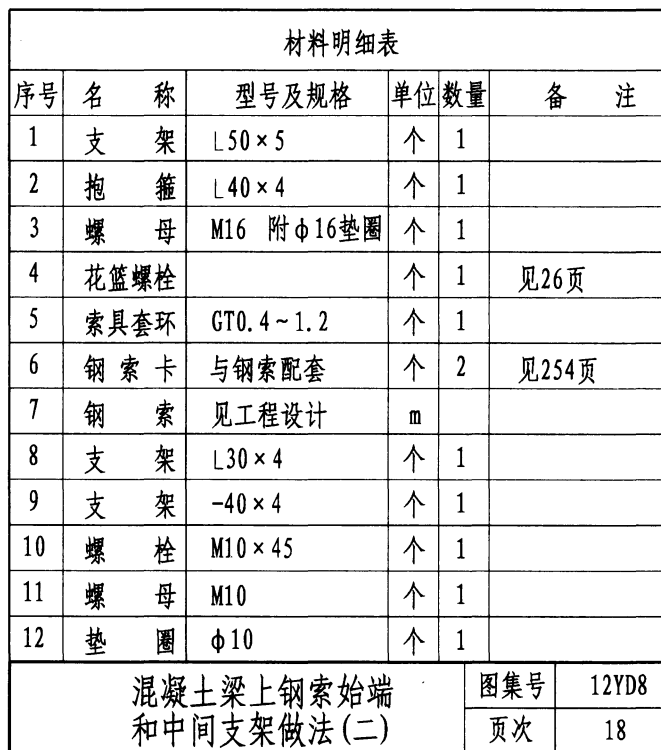 材料明细表
序号 名称 型号及规格 单位 数量 备注
1 支架 L50×5 个 1
2 抱箍 L40×4 个 1
3 螺母 M16 附φ16垫圈 个 1
4 花篮螺栓 个 1 见26页
5 索具套环 GT0.4~1.2 个 1
6 钢索卡 与钢索配套 个 2 见254页
7 钢索 见工程设计 m
8 支架 L30×4 个 1
9 支架 -40×4 个 1
10 螺栓 M10×45 个 1
11 螺母 M10 个 1
12 垫圈 φ10 个 1
混凝土梁上钢索始端
和中间支架做法(二)
图集号 12YD8
页次 18